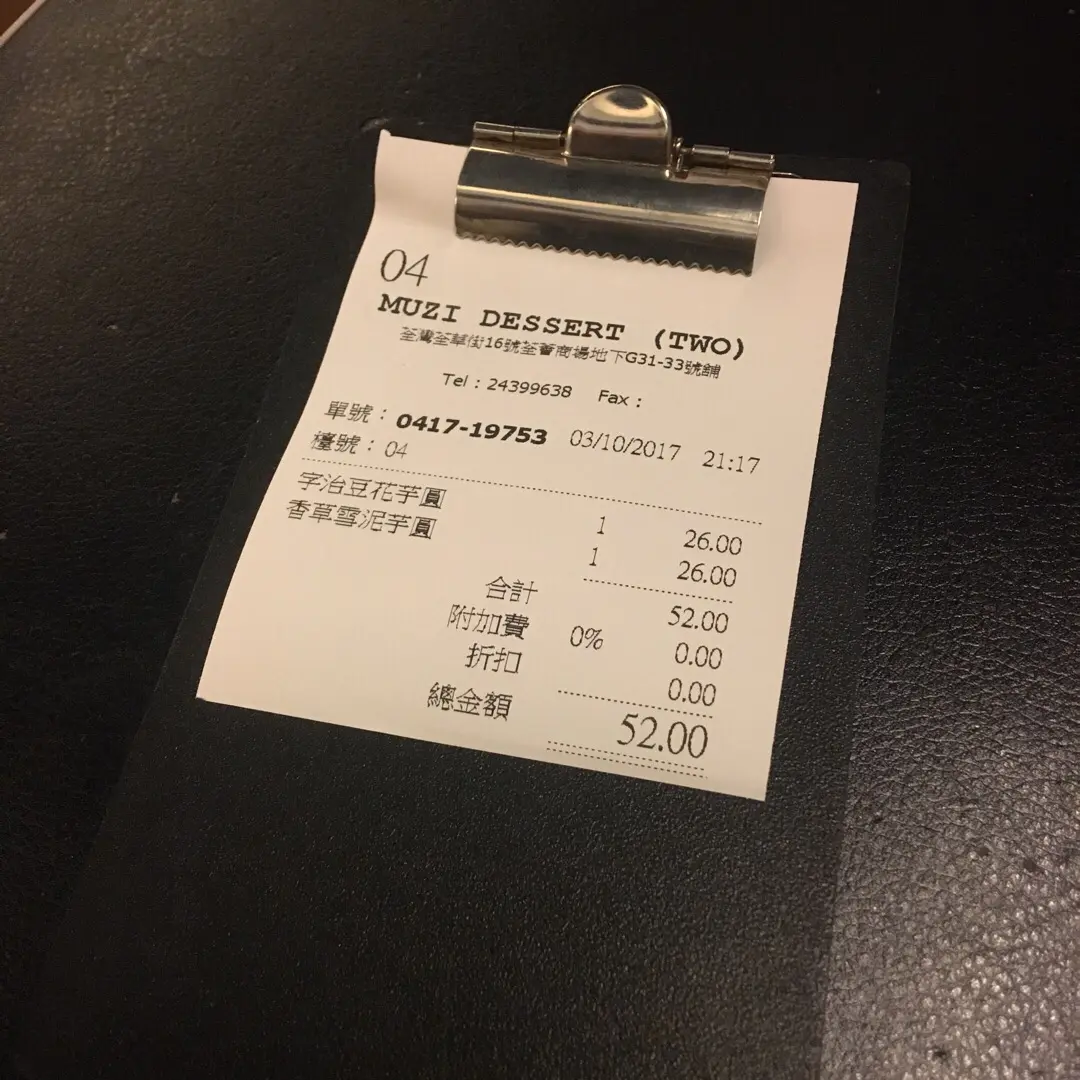 04
MUZI DESSERT (TWO)
荃灣荃草街16號荃薈商場地下G31-33號舖
Tel : 24399638 Fax :
單號： 0417-19753 03/10/2017 21:17
檯號： 04
字治豆花芋圓 1 26.00
香草雪泥芋圓 1 26.00
合計 52.00
附加費 0% 0.00
折扣 0.00
總金額 52.00